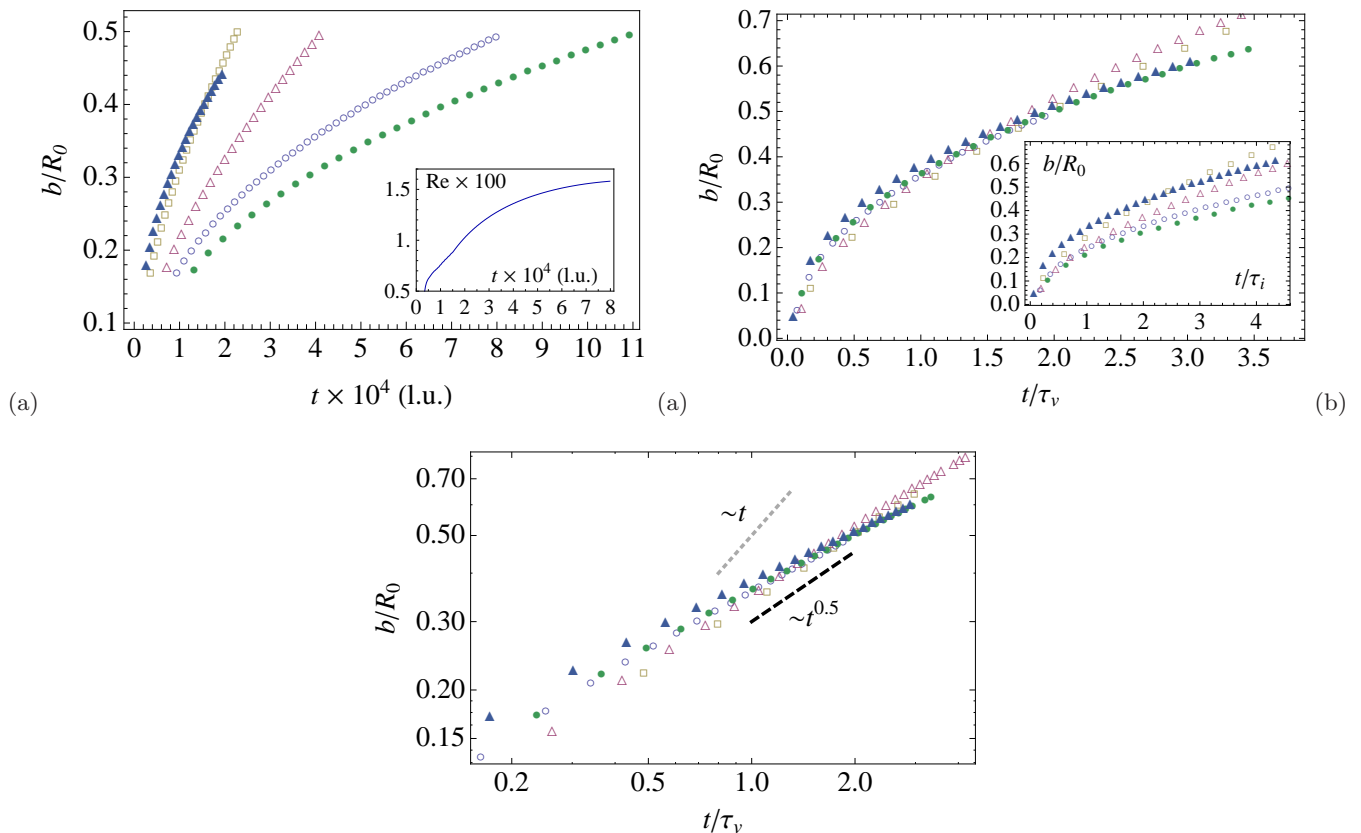 0.5
0.4
0.3
0.2
0.1
b/R₀
Re × 100
1.5
1
0.5
t × 10⁴ (l.u.)
0 1 2 3 4 5 6 7 8
0 1 2 3 4 5 6 7 8 9 10 11
t × 10⁴ (l.u.)
(a)
0.7
0.6
0.5
0.4
0.3
0.2
0.1
0.0
b/R₀
b/R₀
0.6
0.5
0.4
0.3
0.2
0.1
0.0
t/τᵢ
0 1 2 3 4
0.0 0.5 1.0 1.5 2.0 2.5 3.0 3.5
t/τᵥ
(a)
(b)
0.70
0.50
0.30
0.20
0.15
b/R₀
~t
~t⁰·⁵
0.2 0.5 1.0 2.0
t/τᵥ